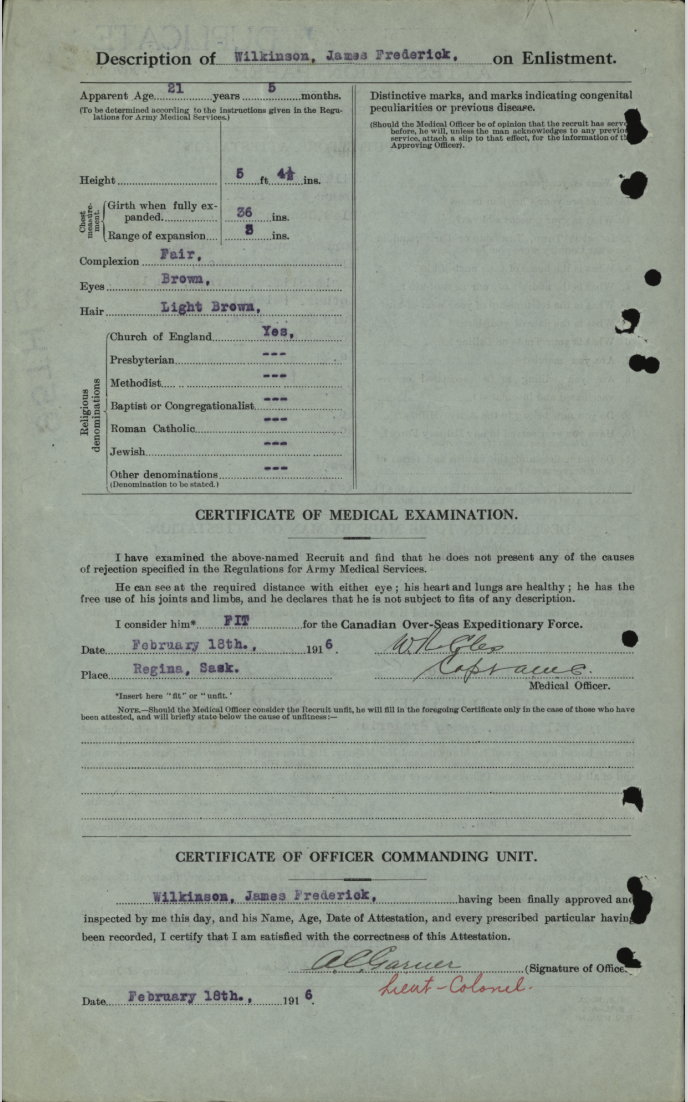 Description of Wilkinson, James Frederick, on Enlistment.
Apparent Age 21 years 5 months.
(To be determined according to the instructions given in the Regu-
lations for Army Medical Services.)
Height 5 ft 4½ ins.
Chest measurement.
Girth when fully ex-
panded 36 ins.
Range of expansion 3 ins.
Complexion Fair,
Eyes Brown,
Hair Light Brown,
Religious denominations
Church of England Yes,
Presbyterian ---
Methodist ---
Baptist or Congregationalist ---
Roman Catholic ---
Jewish ---
Other denominations ---
(Denomination to be stated.)
Distinctive marks, and marks indicating congenital
peculiarities or previous disease.
(Should the Medical Officer be of opinion that the recruit has
before, he will, unless the man acknowledges to any
service, attach a slip to that effect, for the information of
Approving Officer).
CERTIFICATE OF MEDICAL EXAMINATION.
I have examined the above-named Recruit and find that he does not present any of the causes
of rejection specified in the Regulations for Army Medical Services.
He can see at the required distance with either eye ; his heart and lungs are healthy ; he has the
free use of his joints and limbs, and he declares that he is not subject to fits of any description.
I consider him* FIT for the Canadian Over-Seas Expeditionary Force.
Date February 18th., 191 6.
Place Regina, Sask.
Medical Officer.
*Insert here "fit" or "unfit.'
NOTE.—Should the Medical Officer consider the Recruit unfit, he will fill in the foregoing Certificate only in the case of those who have
been attested, and will briefly state below the cause of unfitness :—
CERTIFICATE OF OFFICER COMMANDING UNIT.
Wilkinson, James Frederick, having been finally approved and
inspected by me this day, and his Name, Age, Date of Attestation, and every prescribed particular having
been recorded, I certify that I am satisfied with the correctness of this Attestation.
A.C. Garner (Signature of Office
Lieut-Colonel.
Date February 18th., 191 6.